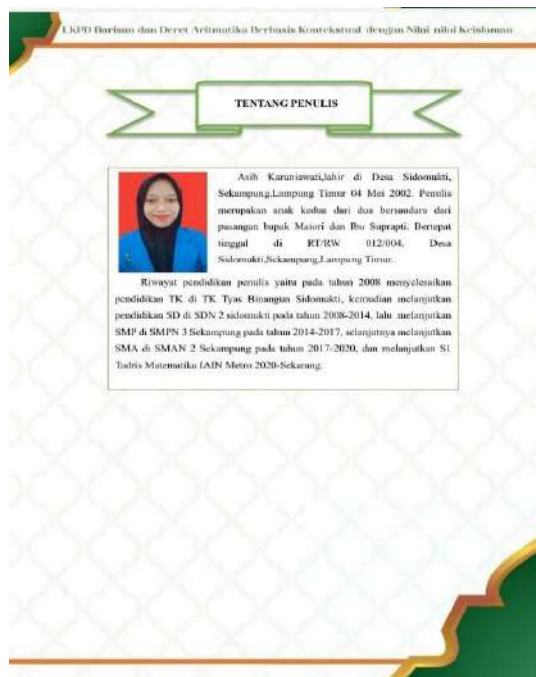 LKPD Barisan dan Deret Aritmatika Berbasis Kontekstual dengan Nilai-nilai Keislaman
TENTANG PENULIS
Asih Karuniawati,lahir di Desa Sidomukti,
Sekampung,Lampung Timur 04 Mei 2002. Penulis
merupakan anak kedua dari dua bersaudara dari
pasangan bapak Masori dan Ibu Suprapti. Bertepat
tinggal di RT/RW 012/004, Desa
Sidomukti,Sekampung,Lampung Timur.
Riwayat pendidikan penulis yaitu pada tahun 2008 menyelesaikan
pendidikan TK di TK Tyas Binangun Sidomukti, kemudian melanjutkan
pendidikan SD di SDN 2 sidomukti pada tahun 2008-2014, lalu melanjutkan
SMP di SMPN 3 Sekampung pada tahun 2014-2017, selanjutnya melanjutkan
SMA di SMAN 2 Sekampung pada tahun 2017-2020, dan melanjutkan S1
Tadris Matematika IAIN Metro 2020-Sekarang.